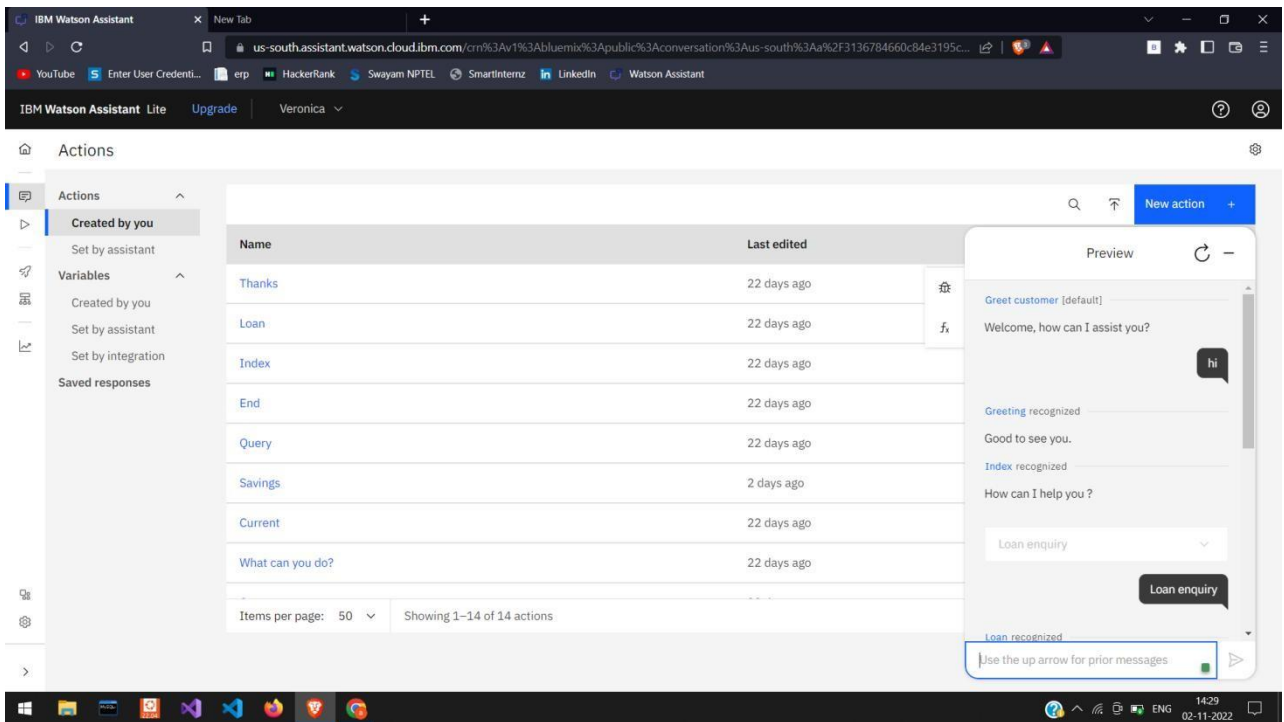 IBM Watson Assistant
New Tab
us-south.assistant.watson.cloud.ibm.com/crn%3Av1%3Abluemix%3Apublic%3Aconversation%3Aus-south%3Aa%2F3136784660c84e3195c...
YouTube
Enter User Credenti...
erp
HackerRank
Swayam NPTEL
SmartInternz
LinkedIn
Watson Assistant
IBM Watson Assistant Lite
Upgrade
Veronica
Actions
Actions
Created by you
Set by assistant
Variables
Created by you
Set by assistant
Set by integration
Saved responses
New action +
Name Last edited
Thanks 22 days ago
Loan 22 days ago
Index 22 days ago
End 22 days ago
Query 22 days ago
Savings 2 days ago
Current 22 days ago
What can you do? 22 days ago
Items per page: 50
Showing 1–14 of 14 actions
Preview
Greet customer [default]
Welcome, how can I assist you?
hi
Greeting recognized
Good to see you.
Index recognized
How can I help you ?
Loan enquiry
Loan enquiry
Loan recognized
Use the up arrow for prior messages
ENG
14:29
02-11-2022